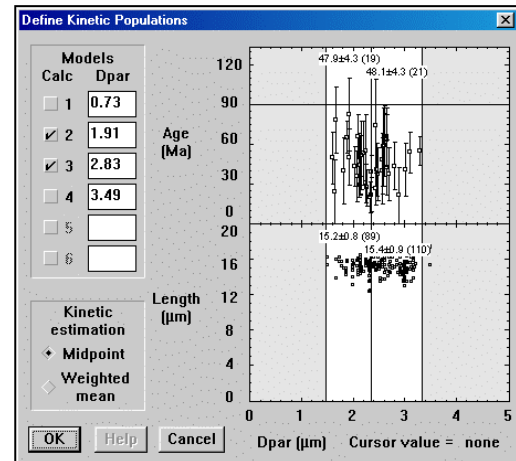 Define Kinetic Populations
Models
Calc Dpar
1 0.73
2 1.91
3 2.83
4 3.49
5
6
Kinetic
estimation
Midpoint
Weighted
mean
OK Help Cancel
Age
(Ma)
120
90
60
30
0
47.9±4.3 (19)
48.1±4.3 (21)
Length
(µm)
20
16
12
8
4
0
15.2±0.8 (89)
15.4±0.9 (110)
0 1 2 3 4 5
Dpar (µm) Cursor value = none